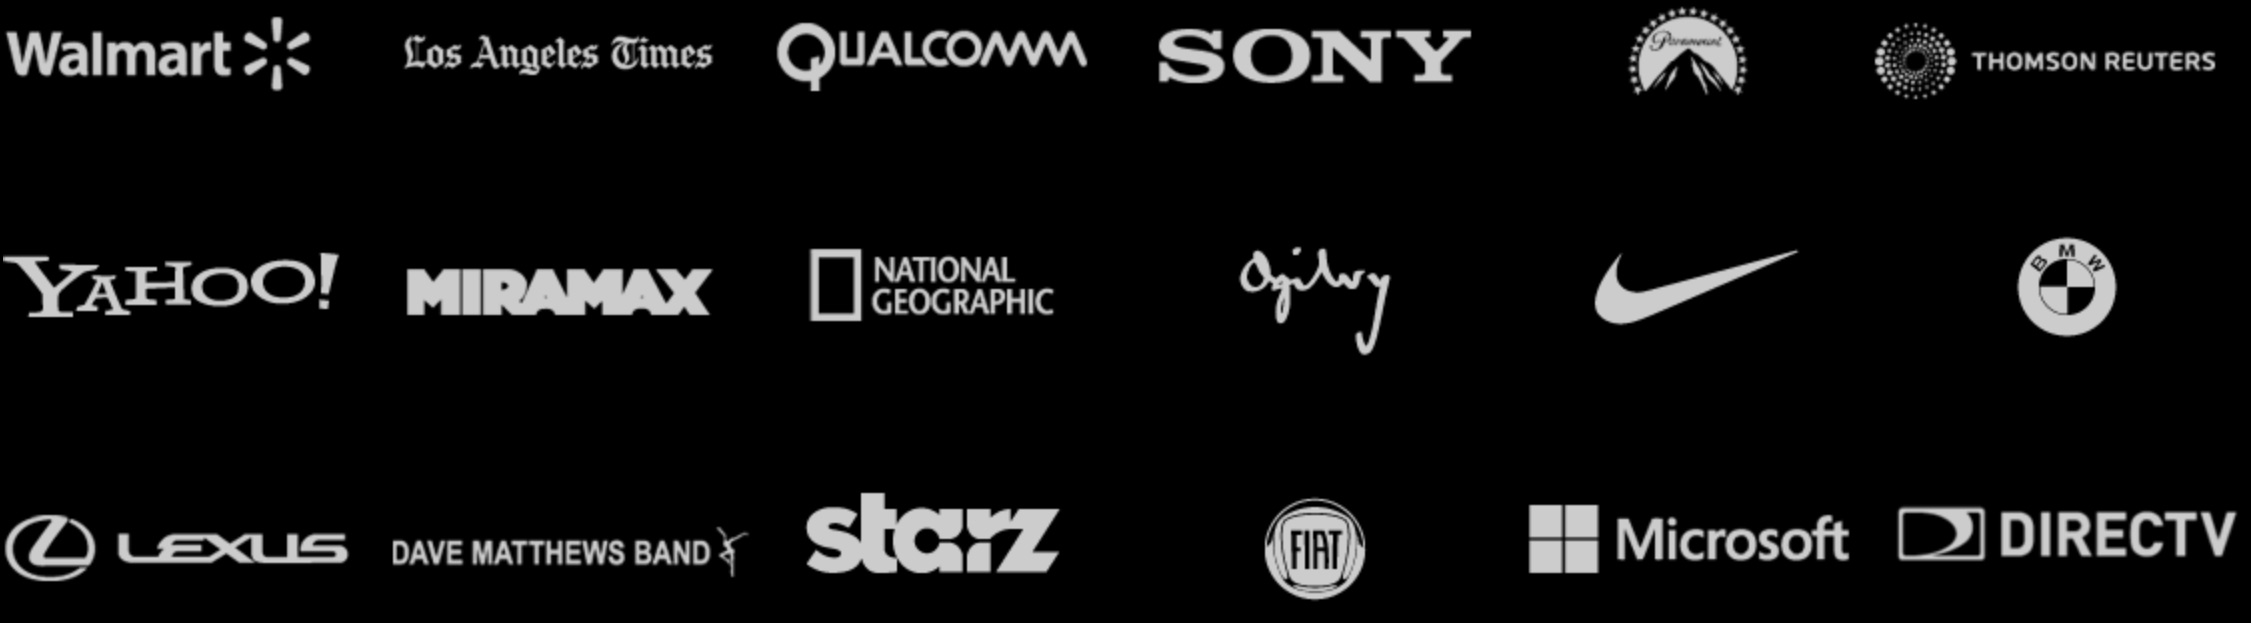 Walmart
Los Angeles Times
QUALCOMM
SONY
Paramount
THOMSON REUTERS
YAHOO!
MIRAMAX
NATIONAL
GEOGRAPHIC
Ogilvy
BMW
LEXUS
DAVE MATTHEWS BAND
starz
FIAT
Microsoft
DIRECTV